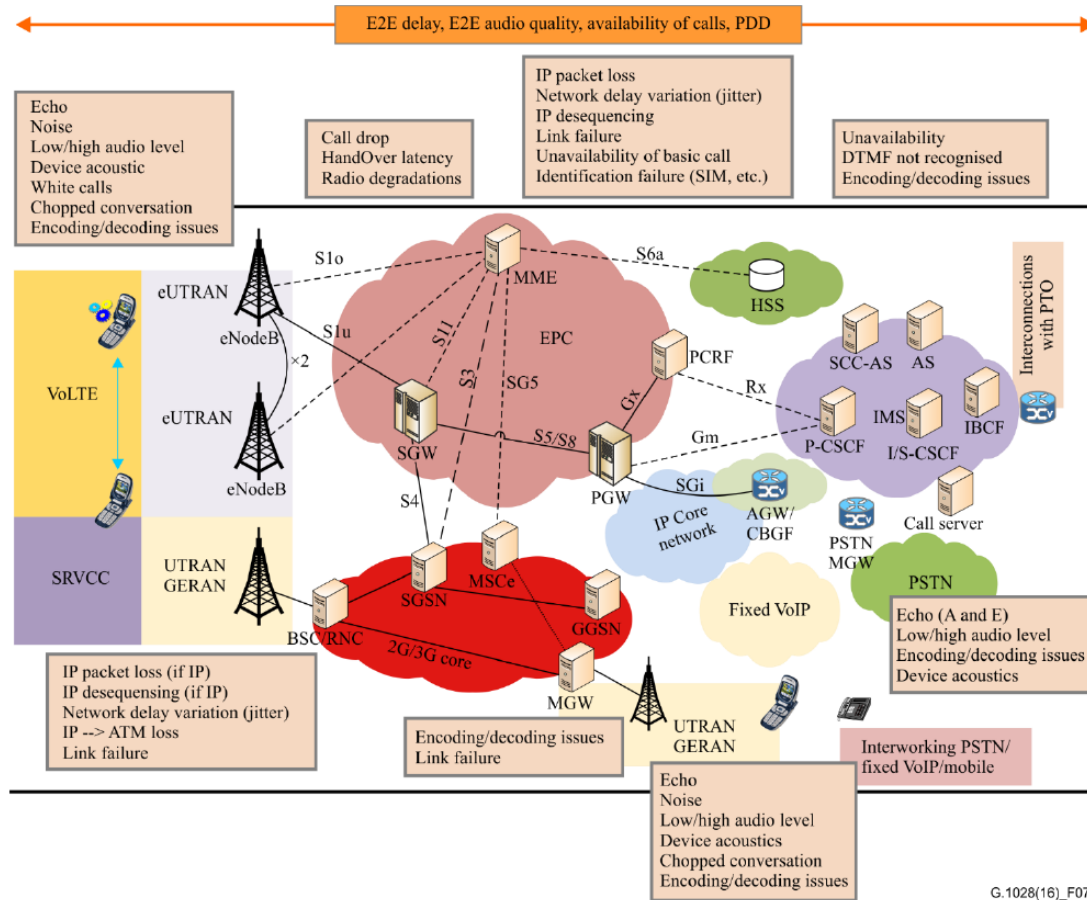 E2E delay, E2E audio quality, availability of calls, PDD
Echo
Noise
Low/high audio level
Device acoustic
White calls
Chopped conversation
Encoding/decoding issues
Call drop
HandOver latency
Radio degradations
IP packet loss
Network delay variation (jitter)
IP desequencing
Link failure
Unavailability of basic call
Identification failure (SIM, etc.)
Unavailability
DTMF not recognised
Encoding/decoding issues
S1o
MME
S6a
HSS
Interconnections
with PTO
eUTRAN
eNodeB
S1u
S11
EPC
PCRF
SCC-AS
AS
×2
S3
SG5
Gx
Rx
VoLTE
eUTRAN
eNodeB
SGW
S5/S8
PGW
Gm
P-CSCF
IMS
I/S-CSCF
IBCF
S4
SGi
IP Core
network
AGW/
CBGF
PSTN
MGW
Call server
SRVCC
UTRAN
GERAN
BSC/RNC
SGSN
MSCe
GGSN
2G/3G core
MGW
Fixed VoIP
PSTN
Echo (A and E)
Low/high audio level
Encoding/decoding issues
Device acoustics
IP packet loss (if IP)
IP desequensing (if IP)
Network delay variation (jitter)
IP --> ATM loss
Link failure
Encoding/decoding issues
Link failure
UTRAN
GERAN
Interworking PSTN/
fixed VoIP/mobile
Echo
Noise
Low/high audio level
Device acoustics
Chopped conversation
Encoding/decoding issues
G.1028(16)_F07